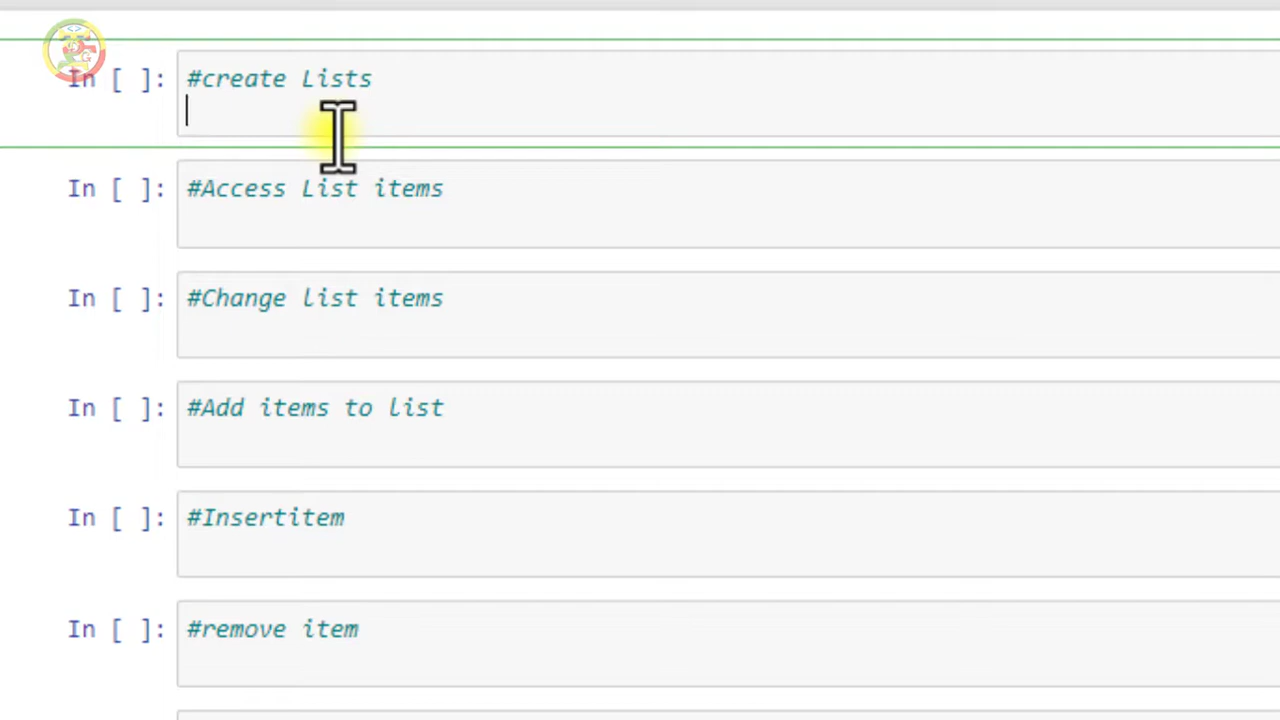 In [ ]: #create Lists
In [ ]: #Access List items
In [ ]: #Change list items
In [ ]: #Add items to list
In [ ]: #Insertitem
In [ ]: #remove item